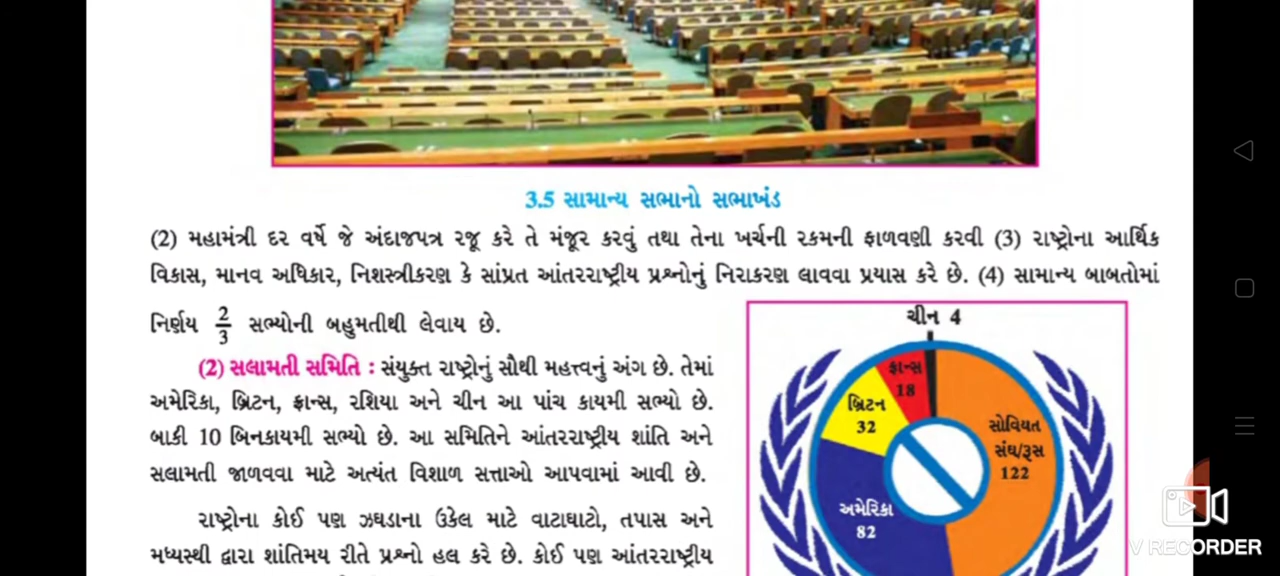 3.5 સામાન્ય સભાનો સભાખંડ
(2) મહામંત્રી દર વર્ષે જે અંદાજપત્ર રજૂ કરે તે મંજૂર કરવું તથા તેના ખર્ચની રકમની ફાળવણી કરવી (3) રાષ્ટ્રોના આર્થિક
વિકાસ, માનવ અધિકાર, નિશસ્ત્રીકરણ કે સાંપ્રત આંતરરાષ્ટ્રીય પ્રશ્નોનું નિરાકરણ લાવવા પ્રયાસ કરે છે. (4) સામાન્ય બાબતોમાં
નિર્ણય 2/3 સભ્યોની બહુમતીથી લેવાય છે.
(2) સલામતી સમિતિ : સંયુક્ત રાષ્ટ્રોનું સૌથી મહત્ત્વનું અંગ છે. તેમાં
અમેરિકા, બ્રિટન, ફ્રાન્સ, રશિયા અને ચીન આ પાંચ કાયમી સભ્યો છે.
બાકી 10 બિનકાયમી સભ્યો છે. આ સમિતિને આંતરરાષ્ટ્રીય શાંતિ અને
સલામતી જાળવવા માટે અત્યંત વિશાળ સત્તાઓ આપવામાં આવી છે.
રાષ્ટ્રોના કોઈ પણ ઝઘડાના ઉકેલ માટે વાટાઘાટો, તપાસ અને
મધ્યસ્થી દ્વારા શાંતિમય રીતે પ્રશ્નો હલ કરે છે. કોઈ પણ આંતરરાષ્ટ્રીય
ચીન 4
ફ્રાન્સ
18
બ્રિટન
32
સોવિયત
સંઘ/રૂસ
122
અમેરિકા
82
V RECORDER